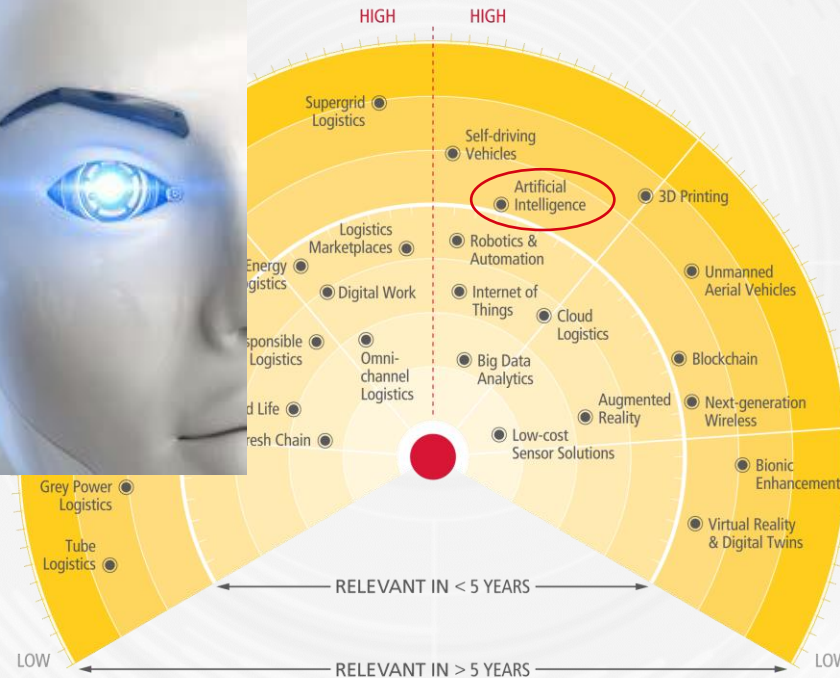 HIGH
HIGH
Supergrid
Logistics
Self-driving
Vehicles
Artificial
Intelligence
3D Printing
Logistics
Marketplaces
Robotics &
Automation
Energy
Unmanned
Aerial Vehicles
Digital Work
Internet of
Things
Cloud
Logistics
Logistics
Omni-
channel
Logistics
Big Data
Analytics
Blockchain
Life
Augmented
Reality
Next-generation
Wireless
Chain
Low-cost
Sensor Solutions
Bionic
Enhancement
Grey Power
Logistics
Virtual Reality
& Digital Twins
Tube
Logistics
RELEVANT IN < 5 YEARS
LOW
LOW
RELEVANT IN > 5 YEARS